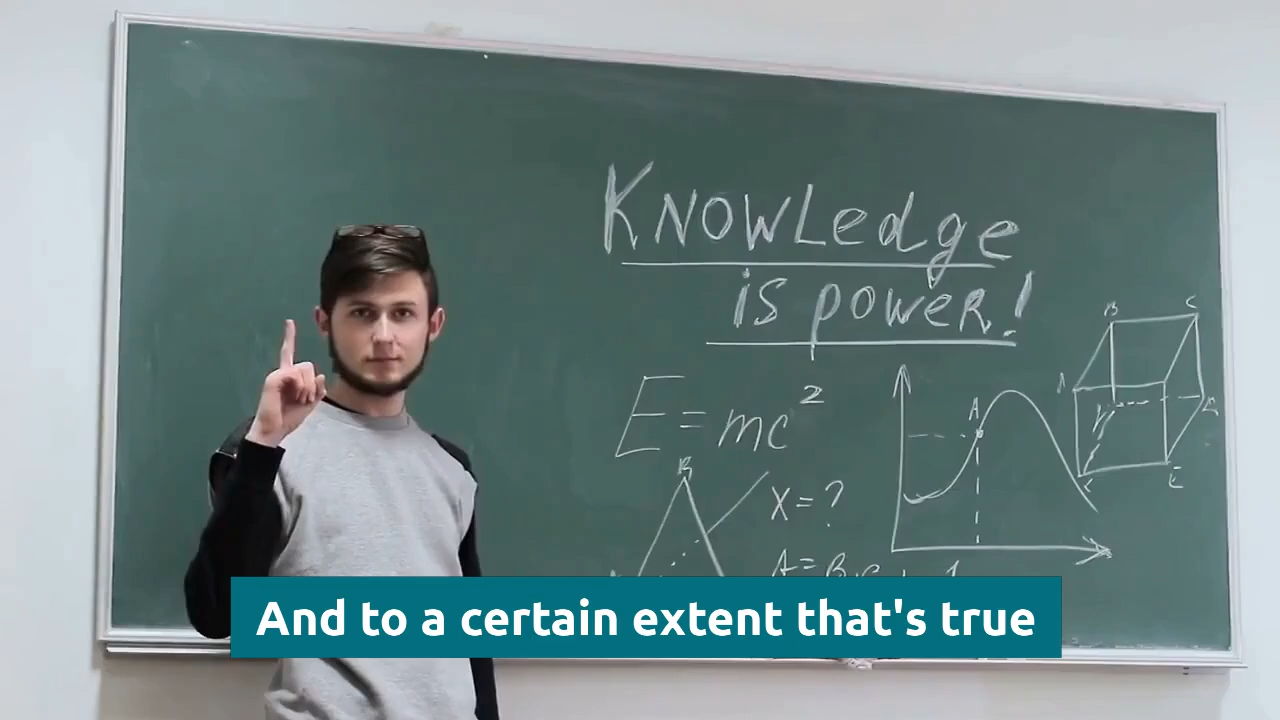 KNOWLedge
is poweR!
E = mc²
B
X = ?
A
B
C
E
And to a certain extent that's true